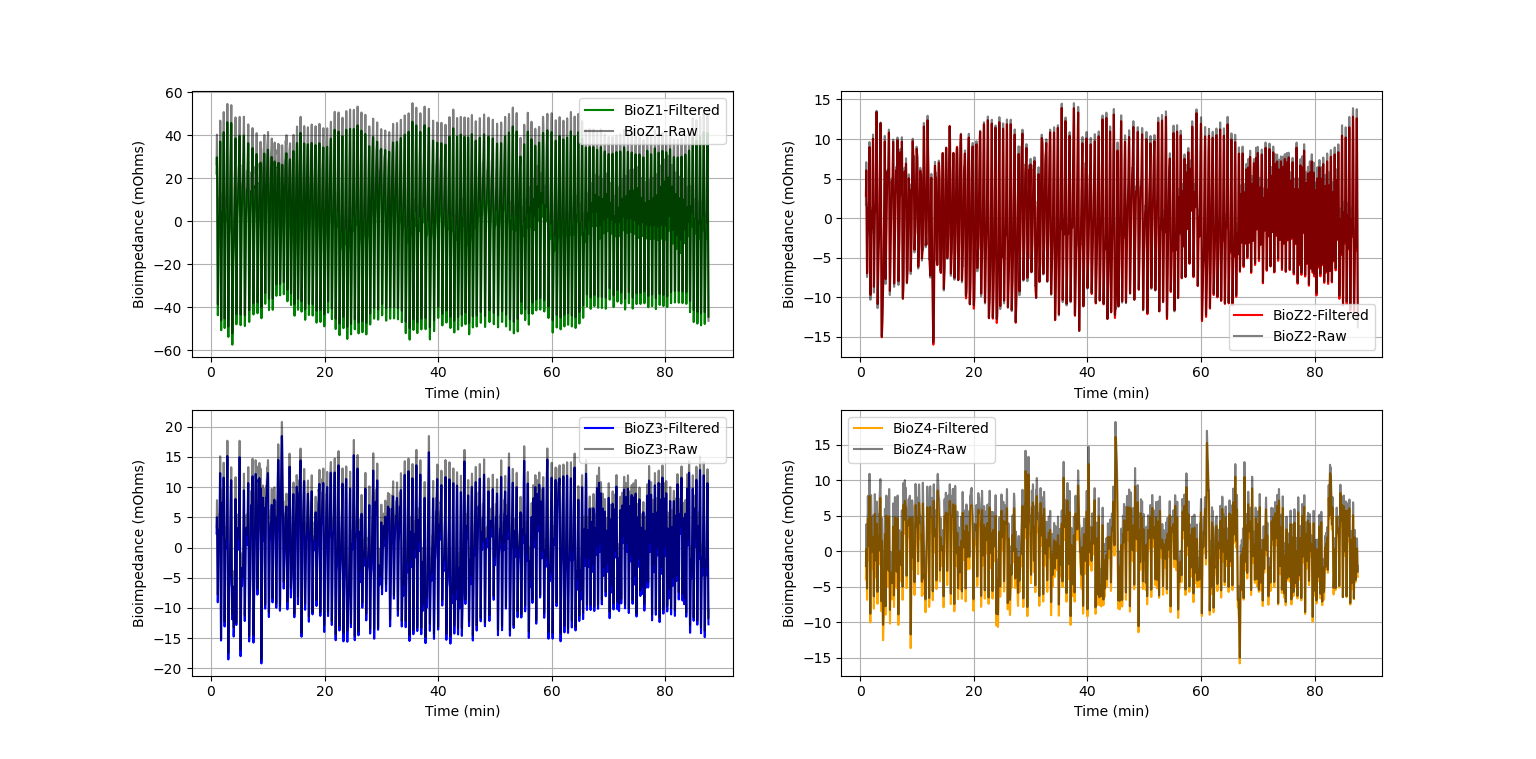 60
40
20
0
−20
−40
−60
Bioimpedance (mOhms)
BioZ1-Filtered
BioZ1-Raw
0 20 40 60 80
Time (min)
15
10
5
0
−5
−10
−15
Bioimpedance (mOhms)
BioZ2-Filtered
BioZ2-Raw
0 20 40 60 80
Time (min)
20
15
10
5
0
−5
−10
−15
−20
Bioimpedance (mOhms)
BioZ3-Filtered
BioZ3-Raw
0 20 40 60 80
Time (min)
15
10
5
0
−5
−10
−15
Bioimpedance (mOhms)
BioZ4-Filtered
BioZ4-Raw
0 20 40 60 80
Time (min)